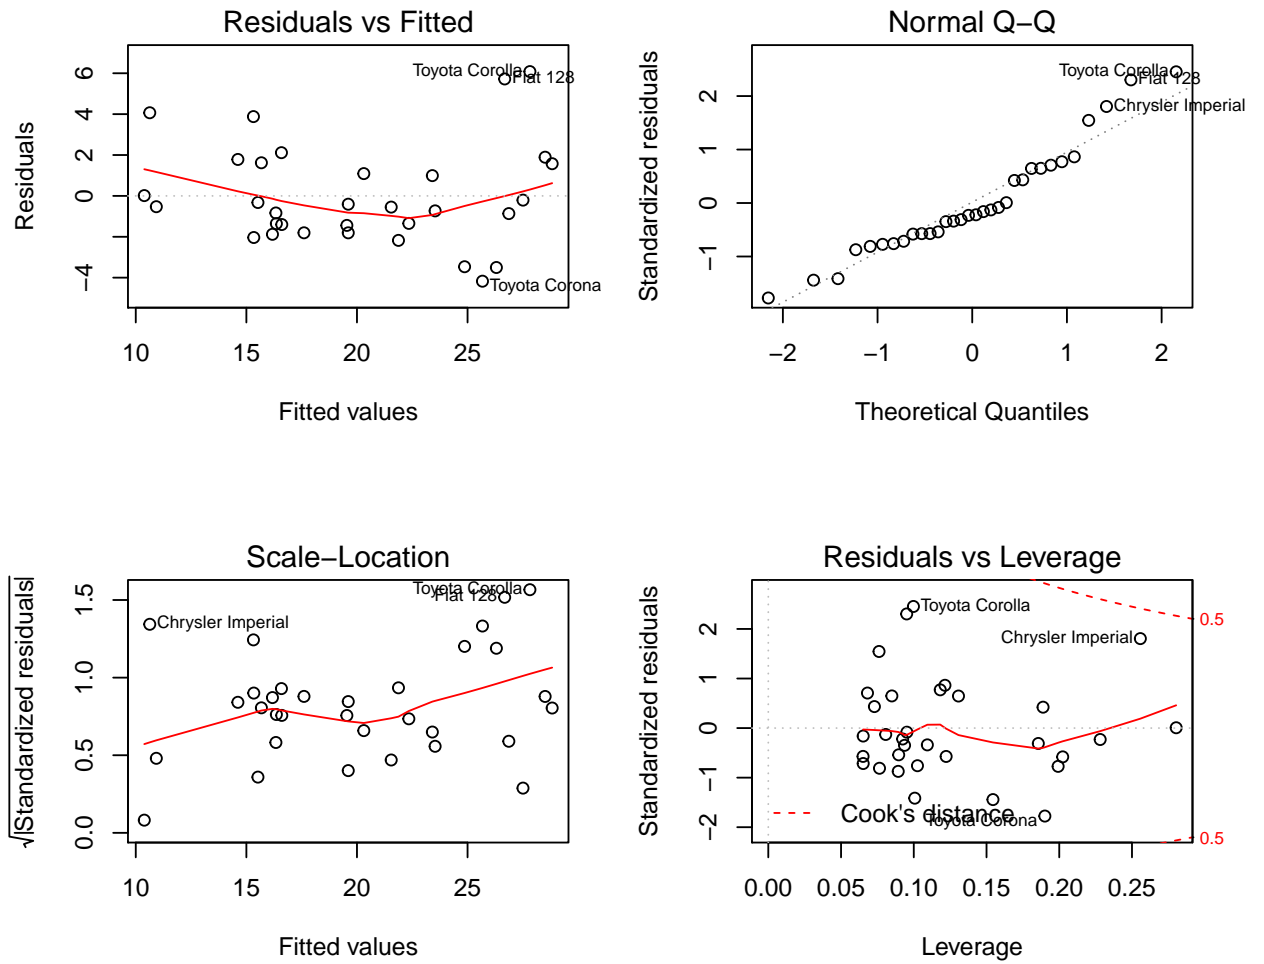 Residuals vs Fitted
Residuals
6
4
2
0
−4
Toyota Corolla
Fiat 128
Toyota Corona
10
15
20
25
Fitted values
Normal Q−Q
Standardized residuals
2
1
0
−1
Toyota Corolla
Fiat 128
Chrysler Imperial
−2
−1
0
1
2
Theoretical Quantiles
Scale−Location
√|Standardized residuals|
1.5
1.0
0.5
0.0
Toyota Corolla
Fiat 128
Chrysler Imperial
10
15
20
25
Fitted values
Residuals vs Leverage
Standardized residuals
2
1
0
−1
−2
Toyota Corolla
Chrysler Imperial
0.5
Cook's distance
Toyota Corona
0.5
0.00
0.05
0.10
0.15
0.20
0.25
Leverage